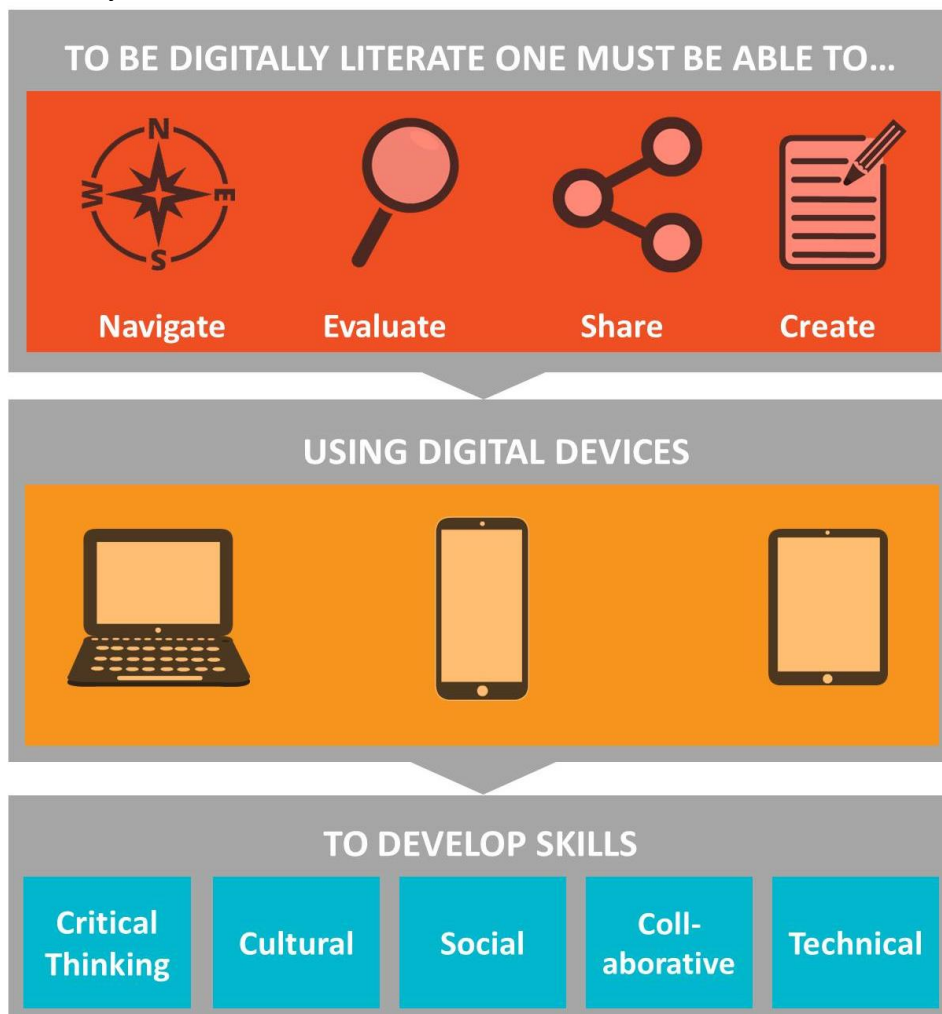 TO BE DIGITALLY LITERATE ONE MUST BE ABLE TO...
N
W
E
S
Navigate
Evaluate
Share
Create
USING DIGITAL DEVICES
TO DEVELOP SKILLS
Critical
Thinking
Cultural
Social
Coll-
aborative
Technical